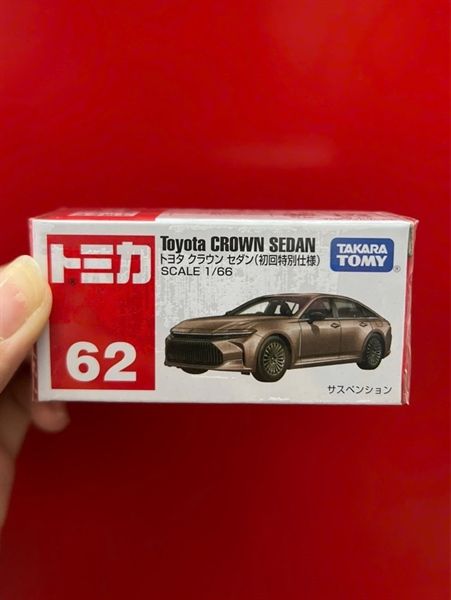 トミカ
62
Toyota CROWN SEDAN
トヨタ クラウン セダン(初回特別仕様)
SCALE 1/66
TAKARA
TOMY
サスペンション